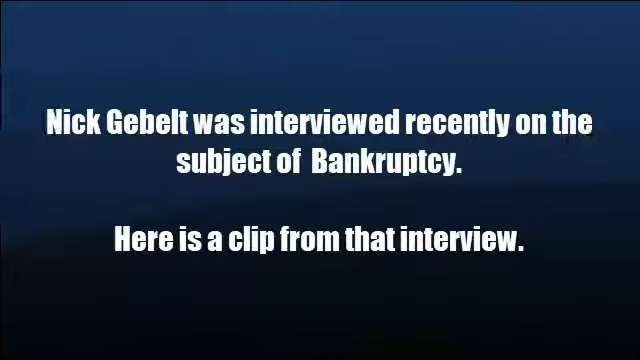 Nick Gebelt was interviewed recently on the
subject of Bankruptcy.
Here is a clip from that interview.